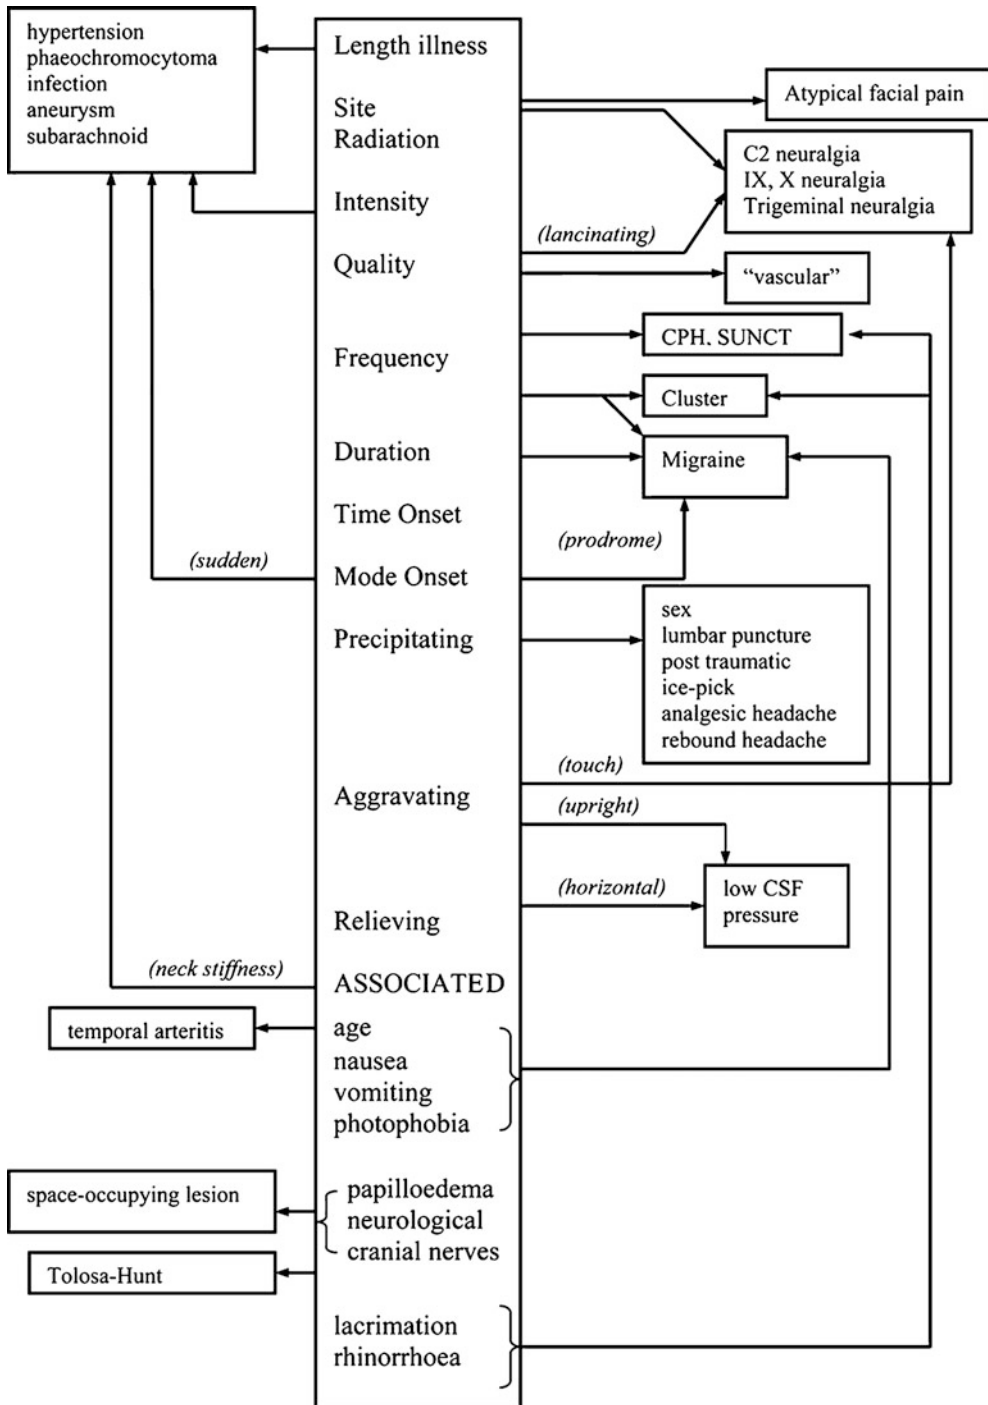 hypertension
phaeochromocytoma
infection
aneurysm
subarachnoid
Length illness
Site
Radiation
Atypical facial pain
C2 neuralgia
IX, X neuralgia
Trigeminal neuralgia
Intensity
(lancinating)
Quality
“vascular”
CPH, SUNCT
Frequency
Cluster
Duration
Migraine
Time Onset
(prodrome)
(sudden)
Mode Onset
Precipitating
sex
lumbar puncture
post traumatic
ice-pick
analgesic headache
rebound headache
(touch)
Aggravating
(upright)
(horizontal)
low CSF
pressure
Relieving
(neck stiffness)
ASSOCIATED
temporal arteritis
age
nausea
vomiting
photophobia
space-occupying lesion
papilloedema
neurological
cranial nerves
Tolosa-Hunt
lacrimation
rhinorrhoea